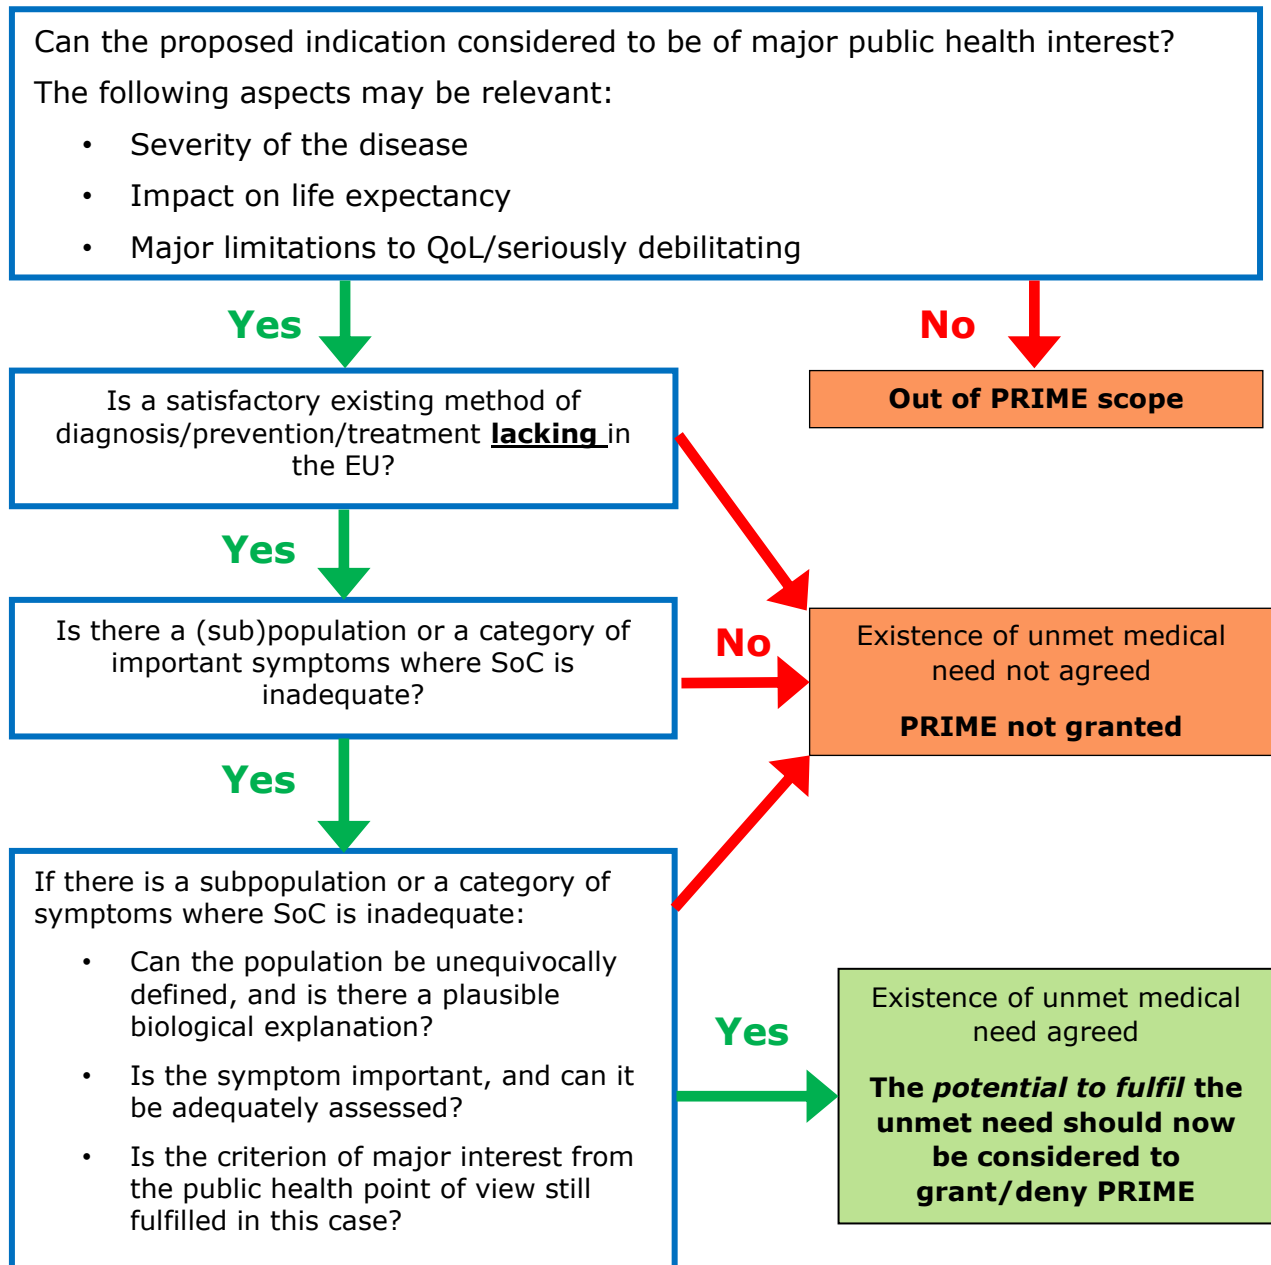 Can the proposed indication considered to be of major public health interest?
The following aspects may be relevant:
• Severity of the disease
• Impact on life expectancy
• Major limitations to QoL/seriously debilitating
Yes
No
Is a satisfactory existing method of
diagnosis/prevention/treatment lacking in
the EU?
Out of PRIME scope
Yes
Is there a (sub)population or a category of
important symptoms where SoC is
inadequate?
No
Existence of unmet medical
need not agreed
PRIME not granted
Yes
If there is a subpopulation or a category of
symptoms where SoC is inadequate:
• Can the population be unequivocally
defined, and is there a plausible
biological explanation?
• Is the symptom important, and can it
be adequately assessed?
• Is the criterion of major interest from
the public health point of view still
fulfilled in this case?
Yes
Existence of unmet medical
need agreed
The potential to fulfil the
unmet need should now
be considered to
grant/deny PRIME